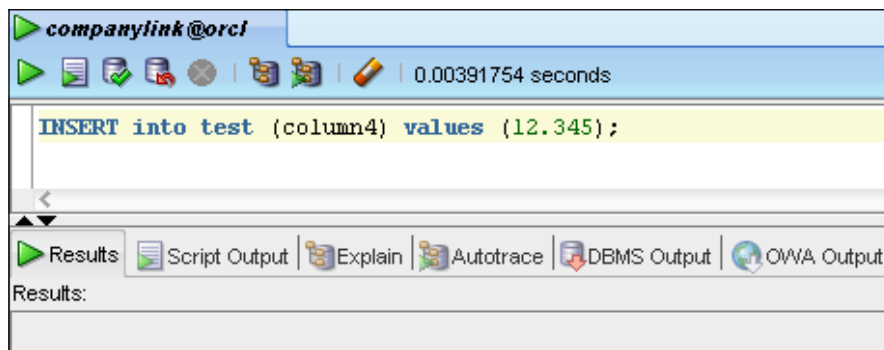 companylink@orcl
0.00391754 seconds
INSERT into test (column4) values (12.345);
Results Script Output Explain Autotrace DBMS Output OWA Output
Results: